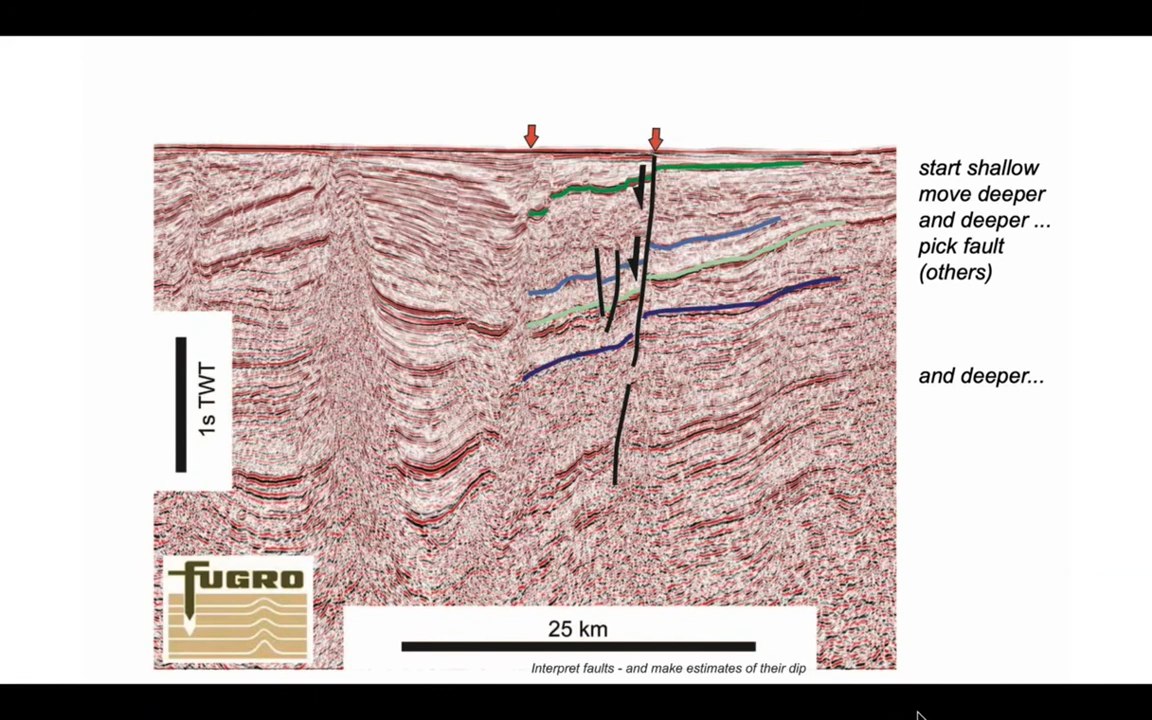 start shallow
move deeper
and deeper ...
pick fault
(others)
and deeper...
1s TWT
fUGRO
25 km
Interpret faults - and make estimates of their dip